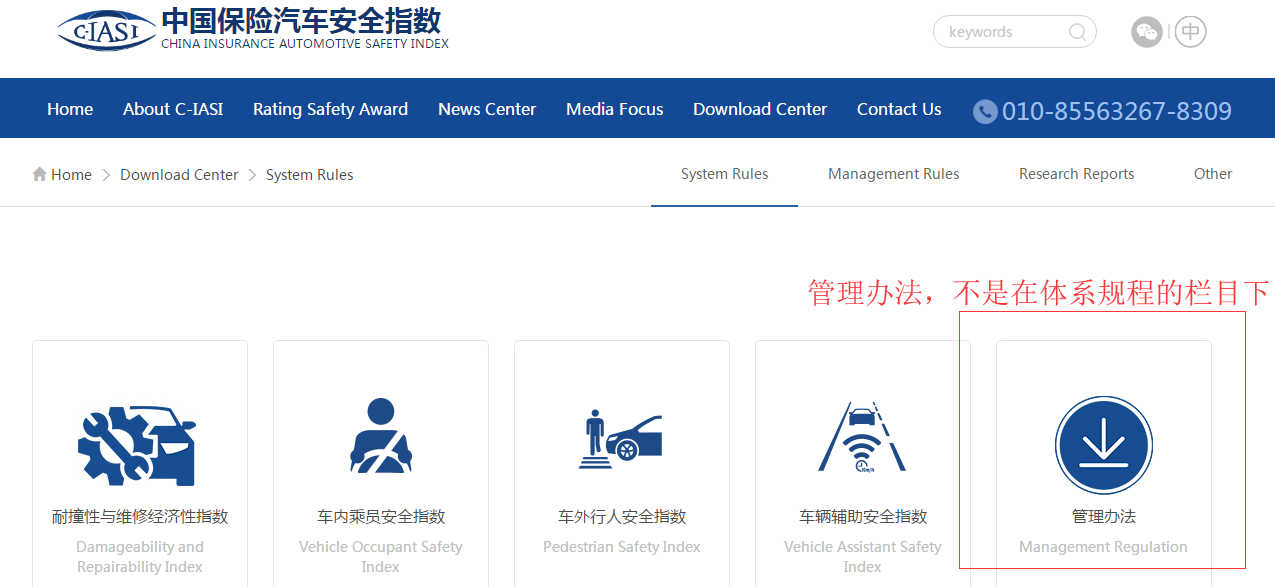 C-IASI
中国保险汽车安全指数
CHINA INSURANCE AUTOMOTIVE SAFETY INDEX
keywords
中
Home
About C-IASI
Rating Safety Award
News Center
Media Focus
Download Center
Contact Us
010-85563267-8309
Home > Download Center > System Rules
System Rules
Management Rules
Research Reports
Other
管理办法，不是在体系规程的栏目下
耐撞性与维修经济性指数
Damageability and
Repairability Index
车内乘员安全指数
Vehicle Occupant Safety
Index
车外行人安全指数
Pedestrian Safety Index
Km/h
车辆辅助安全指数
Vehicle Assistant Safety
Index
管理办法
Management Regulation